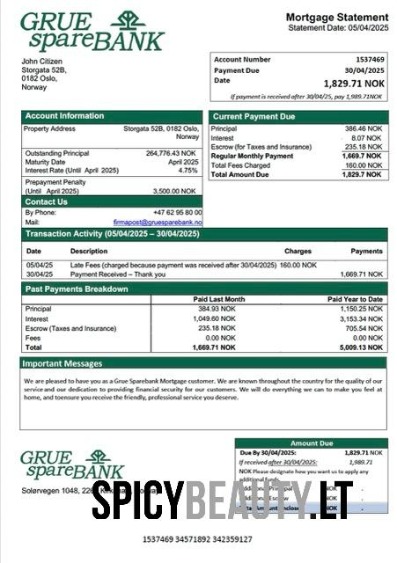 GRUE
spareBANK
Mortgage Statement
Statement Date: 05/04/2025
John Citizen
Storgata 52B,
0182 Oslo,
Norway
Account Number 1537469
Payment Due 30/04/2025
Date
1,829.71 NOK
if payment is received after 30/04/25, pay 1,989.71NOK
Account Information
Property Address Storgata 52B, 0182 Oslo,
Norway
Outstanding Principal 264,776.43 NOK
Maturity Date April 2025
Interest Rate (Until April 2025) 4.75%
Prepayment Penalty
(Until April 2025) 3,500.00 NOK
Contact Us
By Phone: +47 62 95 80 00
Mail: firmapost@gruesparebank.no
Current Payment Due
Principal 386.46 NOK
Interest 8.07 NOK
Escrow (for Taxes and Insurance) 235.18 NOK
Regular Monthly Payment 1,669.7 NOK
Total Fees Charged 160.00 NOK
Total Amount Due 1,829.7 NOK
Transaction Activity (05/04/2025 – 30/04/2025)
Date Description Charges Payments
05/04/25 Late Fees (charged because payment was received after 30/04/2025) 160.00 NOK
30/04/25 Payment Received – Thank you 1,669.71 NOK
Past Payments Breakdown
Paid Last Month Paid Year to Date
Principal 384.93 NOK 1,150.25 NOK
Interest 1,049.60 NOK 3,153.34 NOK
Escrow (Taxes and Insurance) 235.18 NOK 705.54 NOK
Fees 0.00 NOK 0.00 NOK
Total 1,669.71 NOK 5,009.13 NOK
Important Messages
We are pleased to have you as a Grue Sparebank Mortgage customer. We are known throughout the country for the quality of our
service and our dedication to providing financial security for our customers. We will do everything we can to make you feel at
home, and toensure you receive the friendly, professional service you deserve.
GRUE
spareBANK
Solørvegen 1048, Norway
Amount Due
Due By 30/04/2025: 1,829.71 NOK
If received after 30/04/2025: 1,989.71
NOK Please designate how you want us to apply any
additional funds.
Additional Principal
SPICYBEAUTY.LT
1537469 34571892 342359127